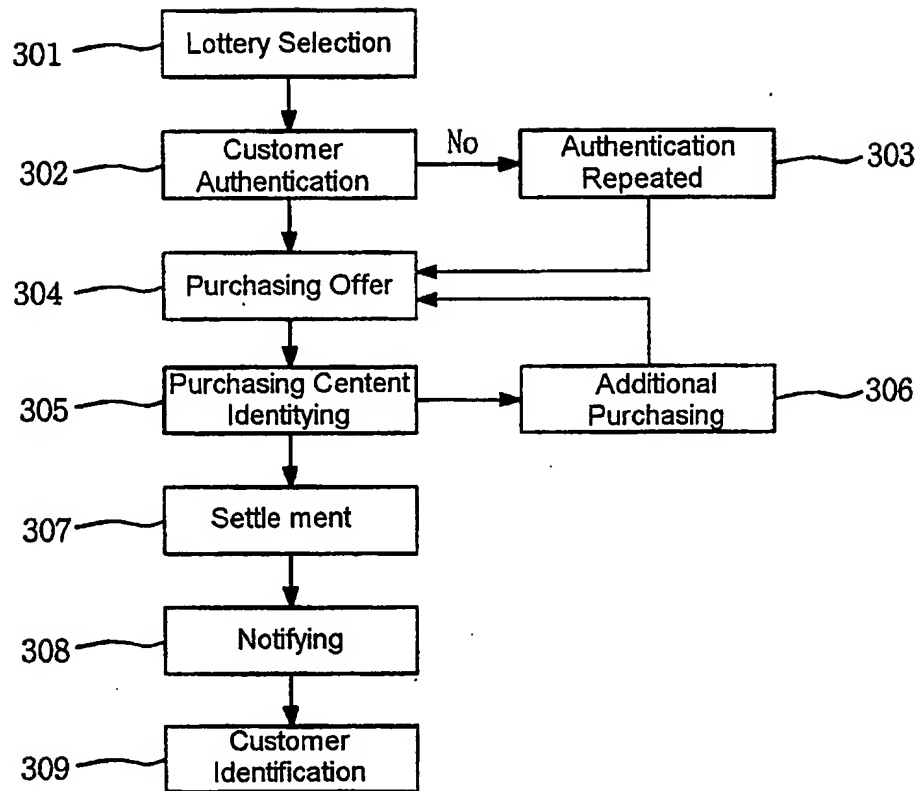 301 Lottery Selection
302 Customer Authentication No Authentication Repeated 303
304 Purchasing Offer
305 Purchasing Centent Identitying Additional Purchasing 306
307 Settle ment
308 Notifying
309 Customer Identification